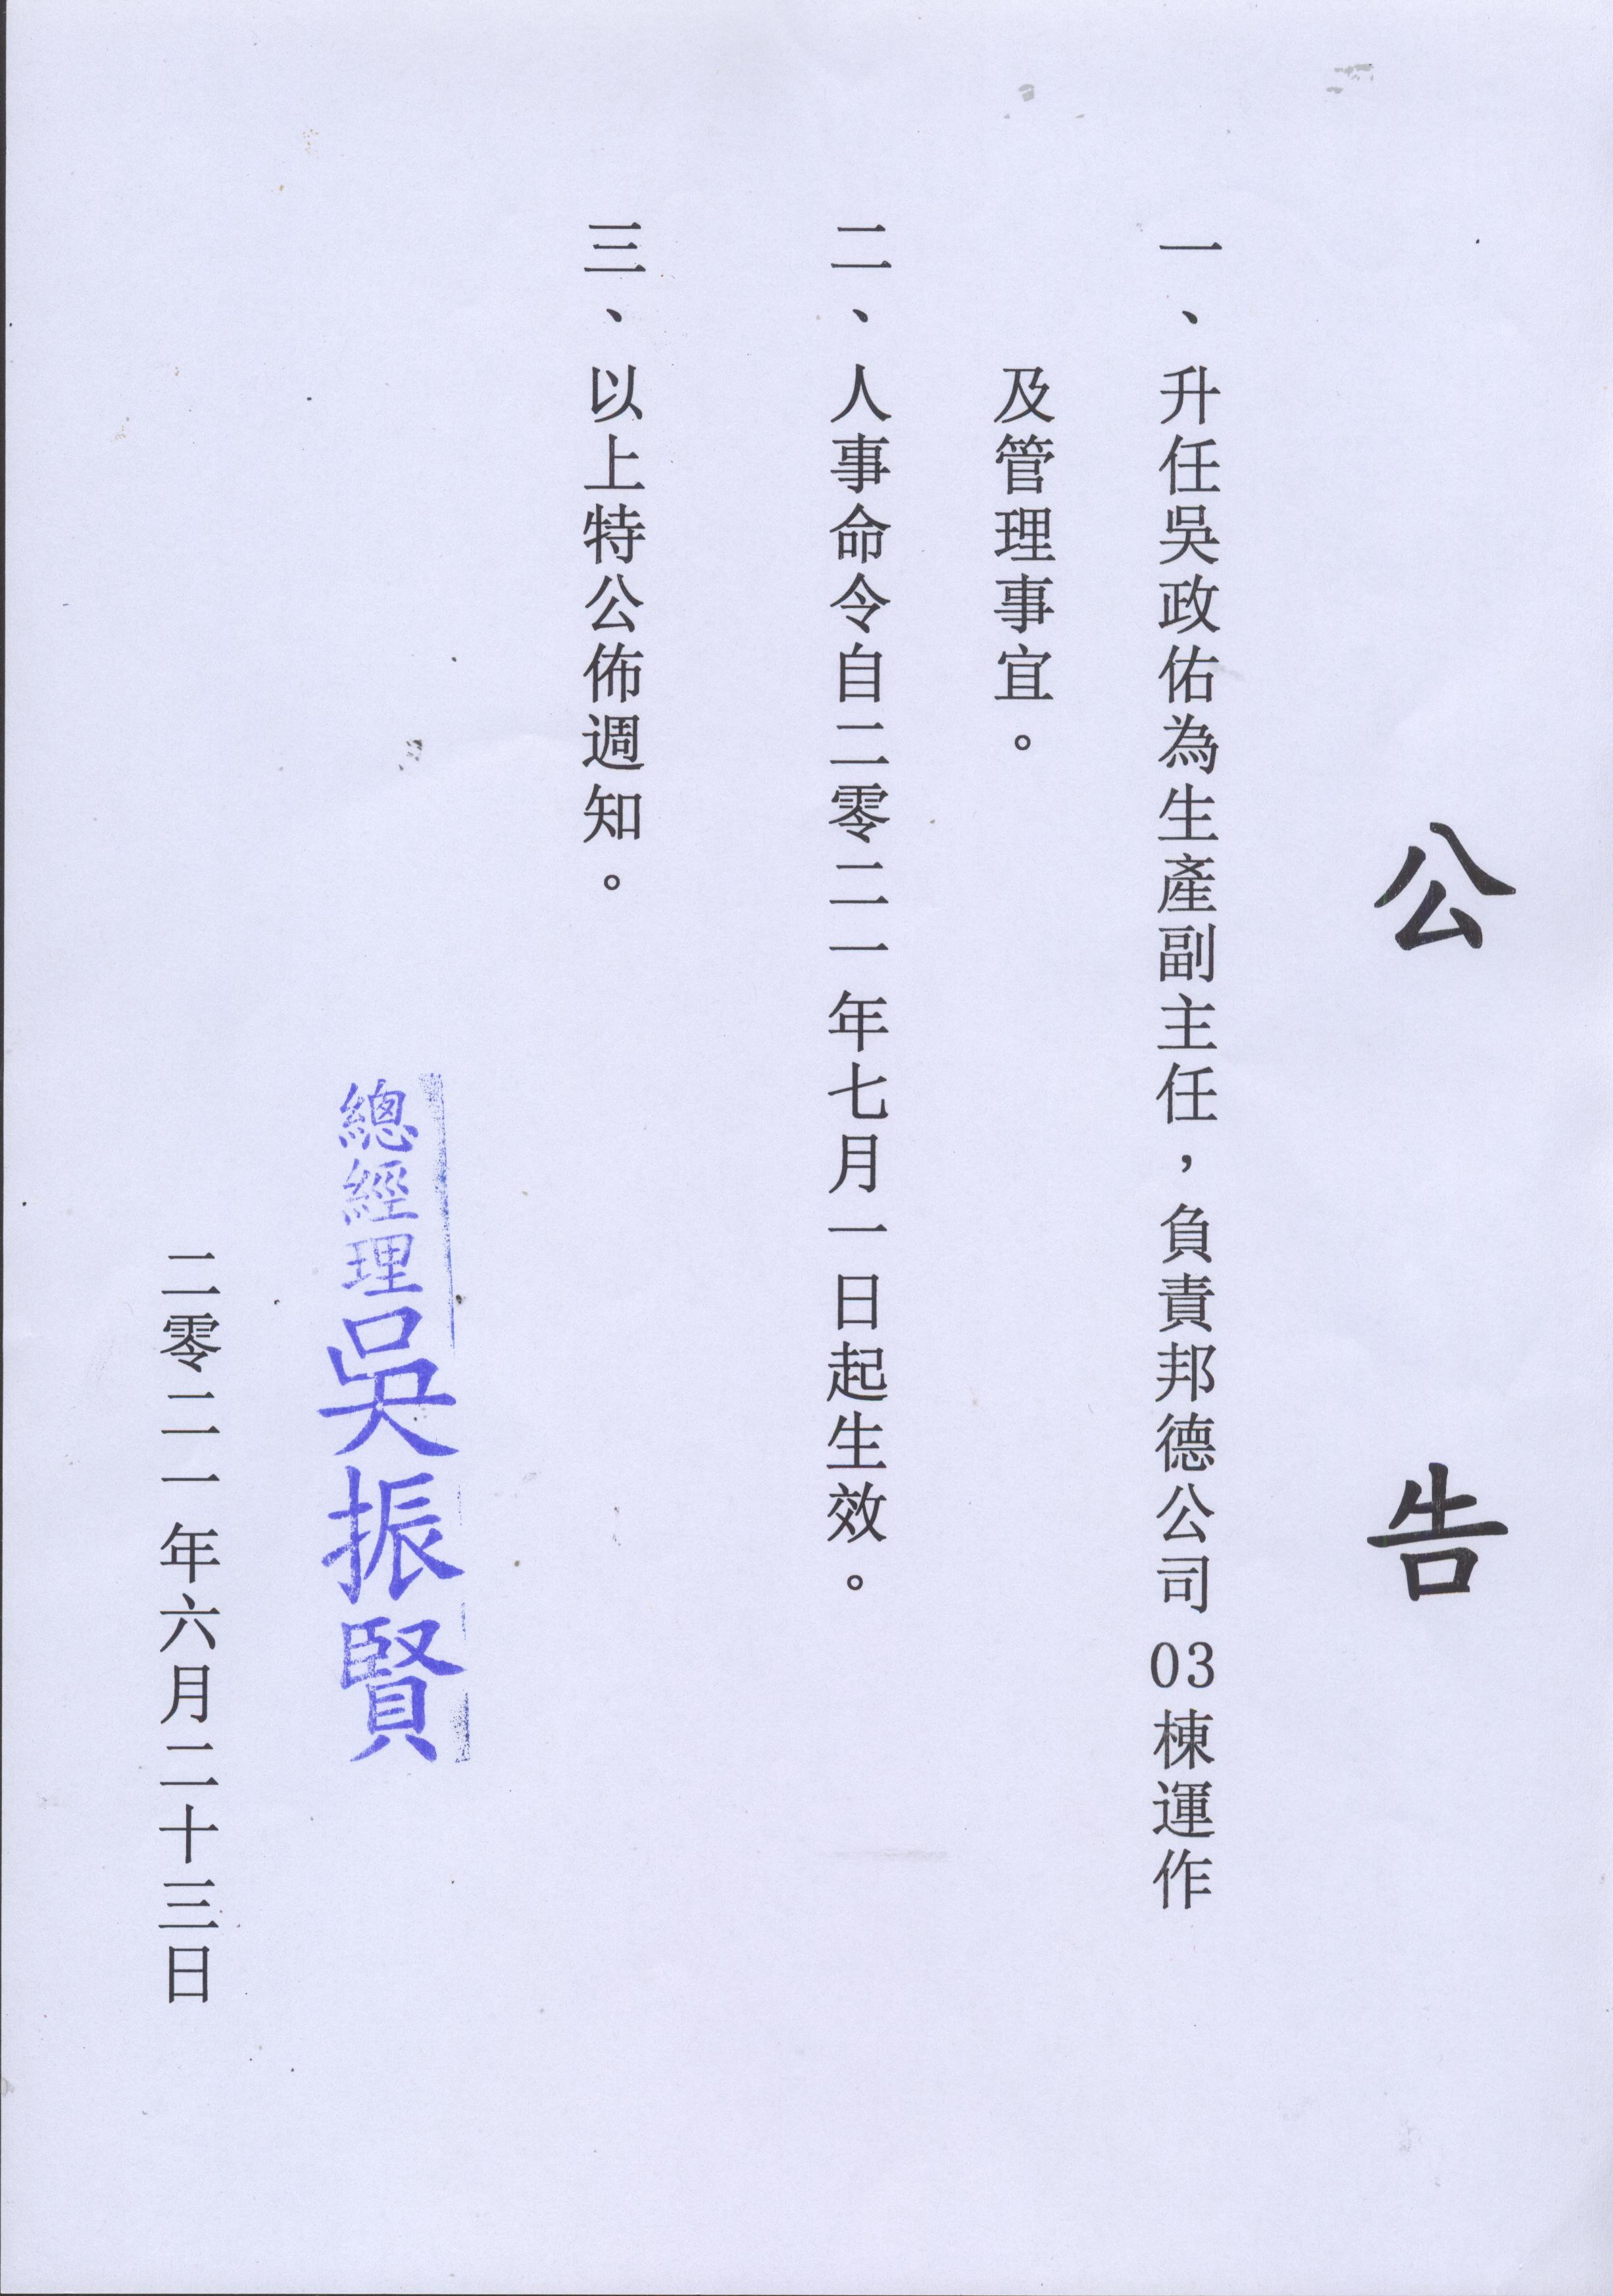 公告
一、升任吳政佑為生產副主任，負責邦德公司03棟運作
及管理事宜。
二、人事命令自二零二一年七月一日起生效。
三、以上特公佈週知。
總經理吳振賢
二零二一年六月二十三日